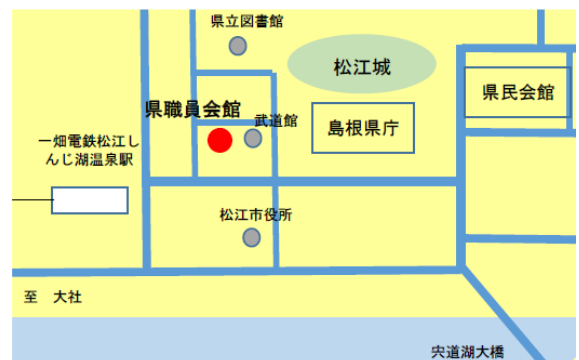 県立図書館
松江城
県民会館
県職員会館
武道館
島根県庁
一畑電鉄松江し
んじ湖温泉駅
松江市役所
至　大社
宍道湖大橋